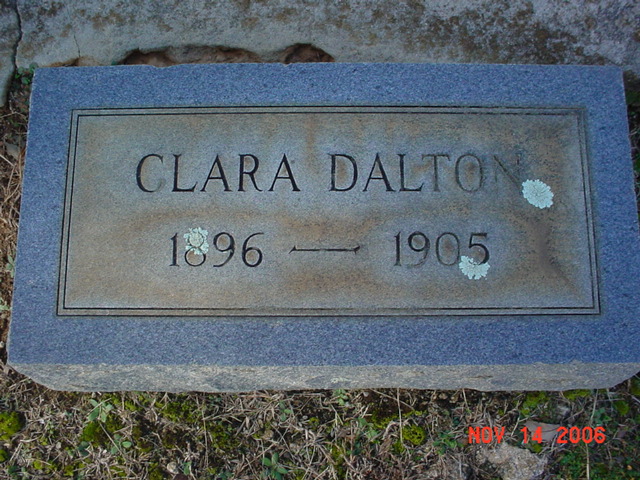 CLARA DALTON
1896 — 1905
NOV 14 2006